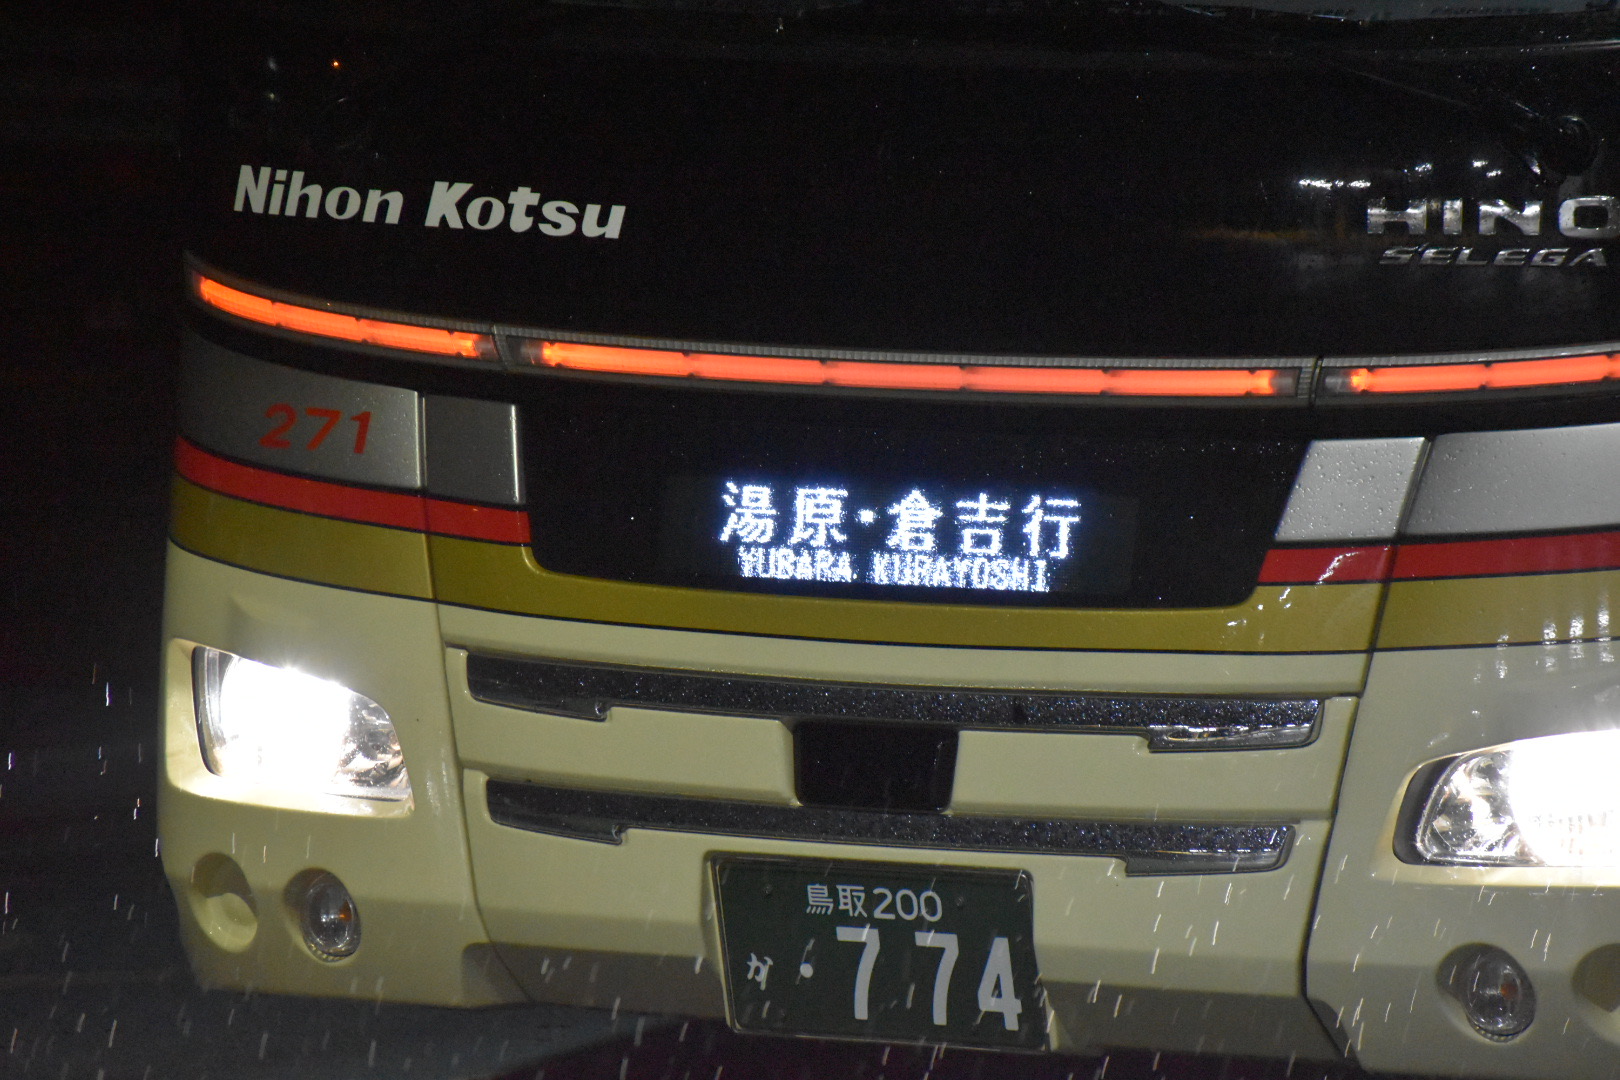 Nihon Kotsu
HINO
SELEGA
271
湯原・倉吉行
YUBARA KURAYOSHI
鳥取200
か・774